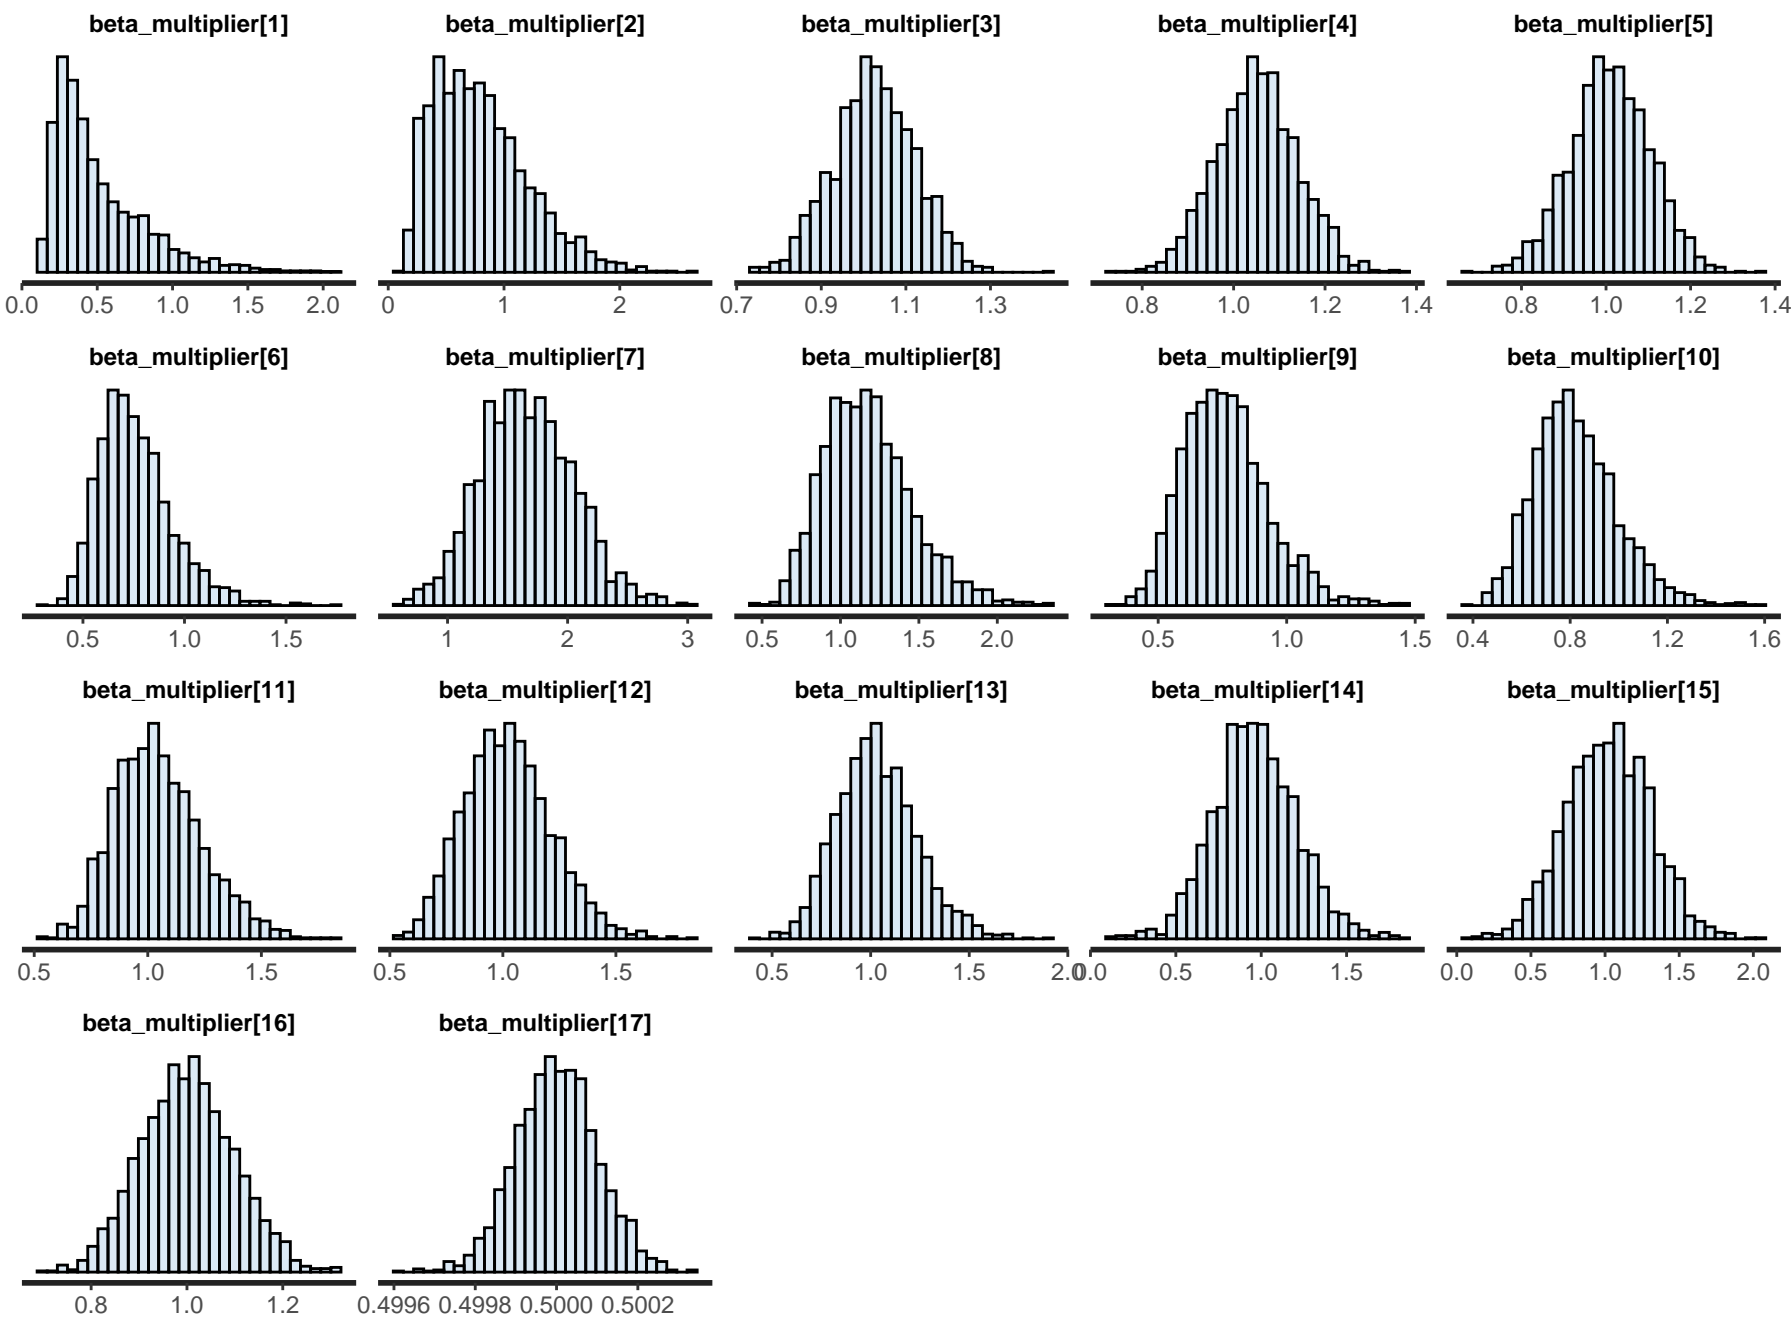 beta_multiplier[1] beta_multiplier[2] beta_multiplier[3] beta_multiplier[4] beta_multiplier[5]
0.0 0.5 1.0 1.5 2.0 0 1 2 0.7 0.9 1.1 1.3 0.8 1.0 1.2 1.4 0.8 1.0 1.2 1.4
beta_multiplier[6] beta_multiplier[7] beta_multiplier[8] beta_multiplier[9] beta_multiplier[10]
0.5 1.0 1.5 1 2 3 0.5 1.0 1.5 2.0 0.5 1.0 1.5 0.4 0.8 1.2 1.6
beta_multiplier[11] beta_multiplier[12] beta_multiplier[13] beta_multiplier[14] beta_multiplier[15]
0.5 1.0 1.5 0.5 1.0 1.5 0.5 1.0 1.5 2.0 0.0 0.5 1.0 1.5 0.0 0.5 1.0 1.5 2.0
beta_multiplier[16] beta_multiplier[17]
0.8 1.0 1.2 0.4996 0.4998 0.5000 0.5002